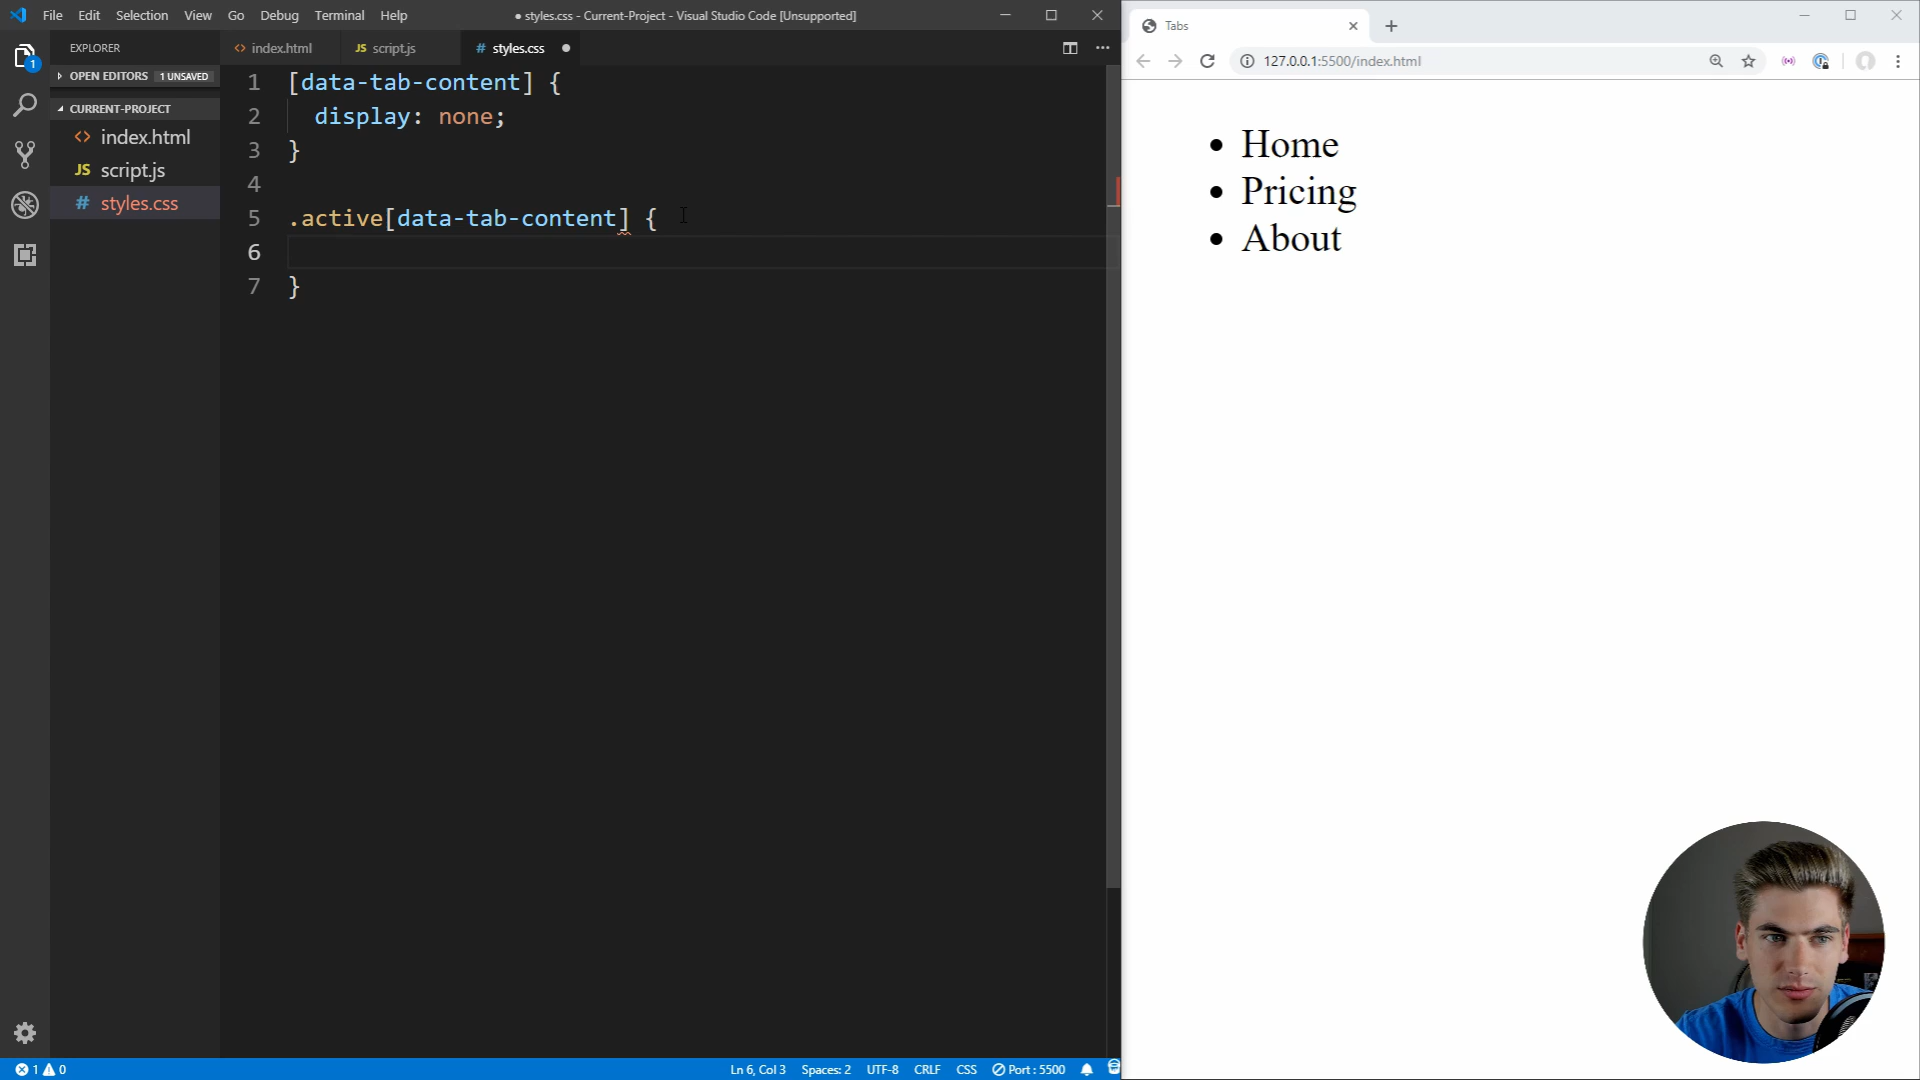 File Edit Selection View Go Debug Terminal Help
● styles.css - Current-Project - Visual Studio Code [Unsupported]
EXPLORER
OPEN EDITORS 1 UNSAVED
CURRENT-PROJECT
<> index.html
JS script.js
# styles.css
1
<> index.html JS script.js # styles.css ●
1 [data-tab-content] {
2 display: none;
3 }
4
5 .active[data-tab-content] {
6
7 }
1 0
Ln 6, Col 3 Spaces: 2 UTF-8 CRLF CSS Port : 5500
Tabs
127.0.0.1:5500/index.html
• Home
• Pricing
• About